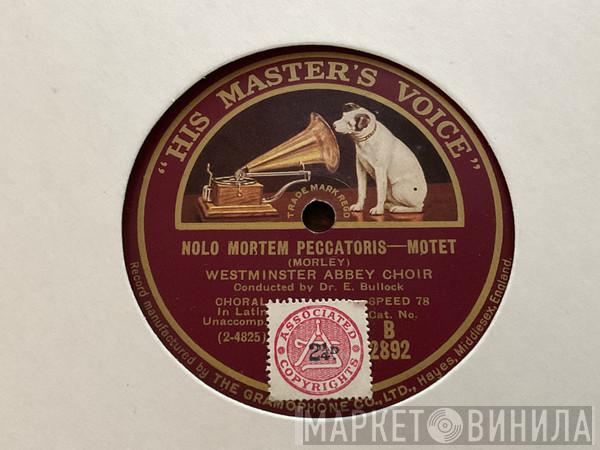 "HIS MASTER'S VOICE"
TRADE MARK REGD
NOLO MORTEM PECCATORIS—MOTET
(MORLEY)
WESTMINSTER ABBEY CHOIR
Conducted by Dr. E. Bullock
CHORAL SPEED 78
In Latin Cat. No.
Unaccomp. B
(2-4825) 2892
ASSOCIATED
2½D
COPYRIGHTS
Record manufactured by THE GRAMOPHONE CO., LTD., Hayes, Middlesex, England.
МАРКЕТ ВИНИЛА